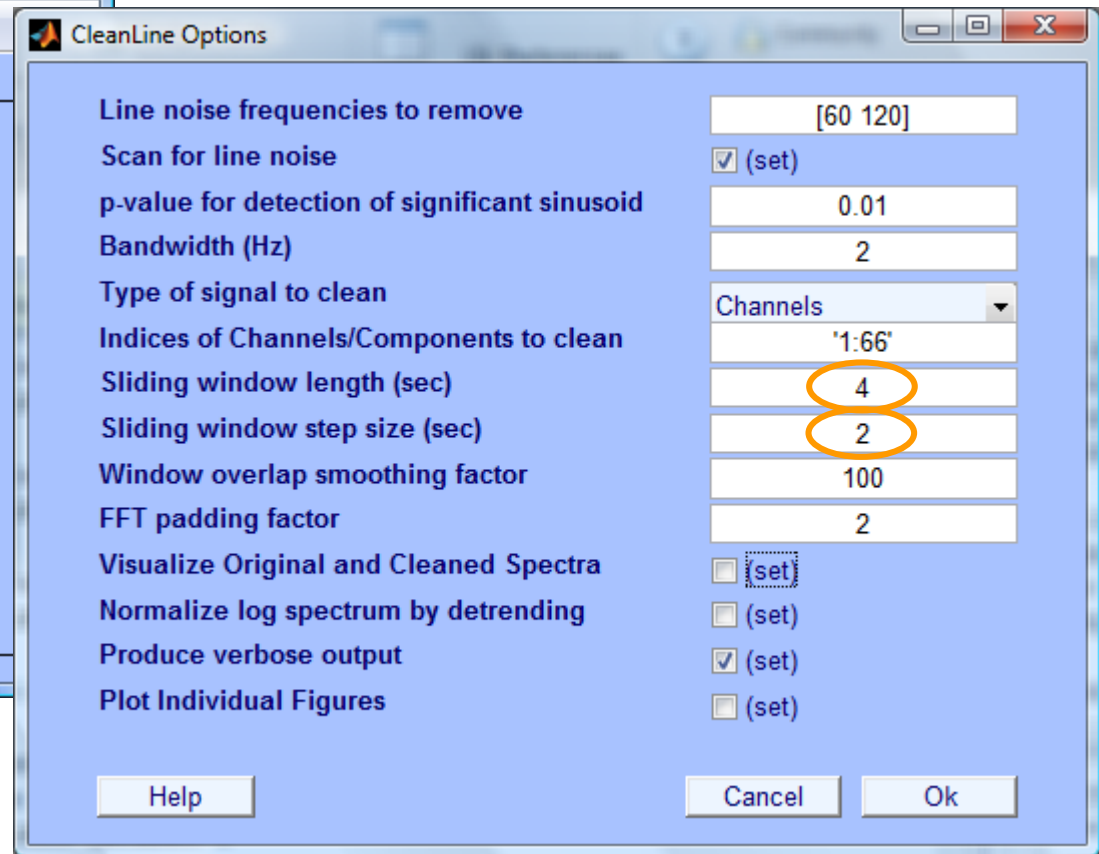 CleanLine Options
Line noise frequencies to remove [60 120]
Scan for line noise (set)
p-value for detection of significant sinusoid 0.01
Bandwidth (Hz) 2
Type of signal to clean Channels
Indices of Channels/Components to clean '1:66'
Sliding window length (sec) 4
Sliding window step size (sec) 2
Window overlap smoothing factor 100
FFT padding factor 2
Visualize Original and Cleaned Spectra (set)
Normalize log spectrum by detrending (set)
Produce verbose output (set)
Plot Individual Figures (set)
Help Cancel Ok